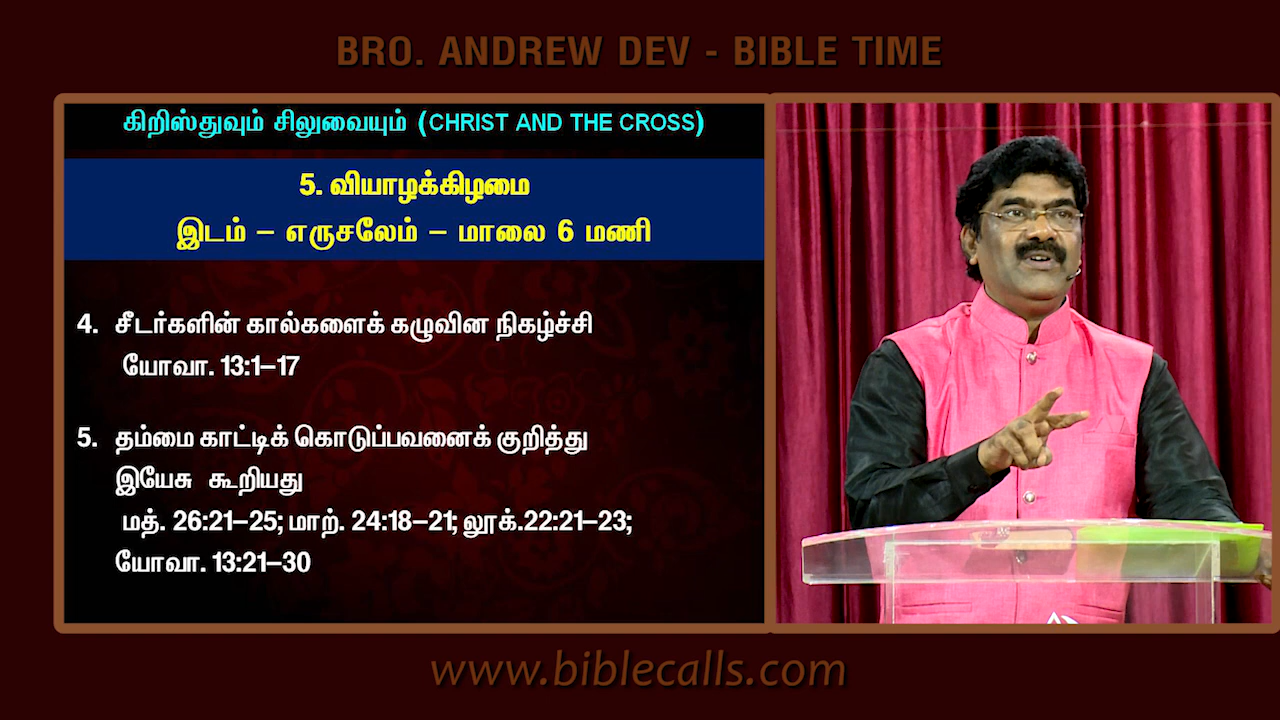 BRO. ANDREW DEV - BIBLE TIME
கிறிஸ்துவும் சிலுவையும் (CHRIST AND THE CROSS)
5. வியாழக்கிழமை
இடம் – எருசலேம் – மாலை 6 மணி
4. சீடர்களின் கால்களைக் கழுவின நிகழ்ச்சி
யோவா. 13:1–17
5. தம்மை காட்டிக் கொடுப்பவனைக் குறித்து
இயேசு கூறியது
மத். 26:21–25; மாற். 24:18–21; லூக்.22:21–23;
யோவா. 13:21–30
www.biblecalls.com